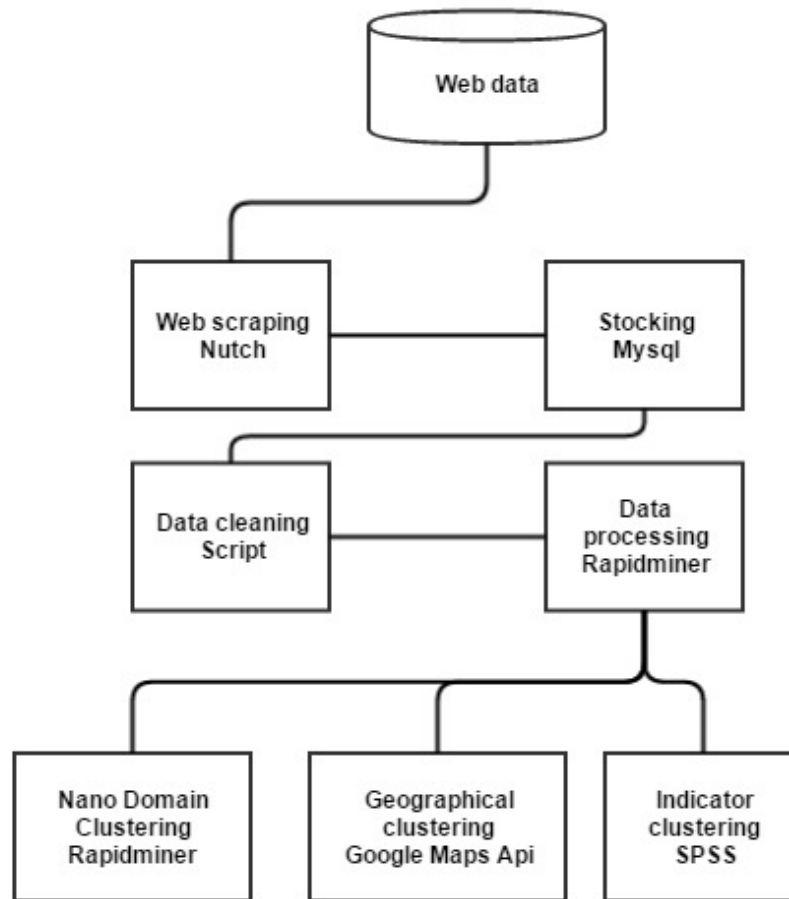 Web data
Web scraping
Nutch
Stocking
Mysql
Data cleaning
Script
Data
processing
Rapidminer
Nano Domain
Clustering
Rapidminer
Geographical
clustering
Google Maps Api
Indicator
clustering
SPSS